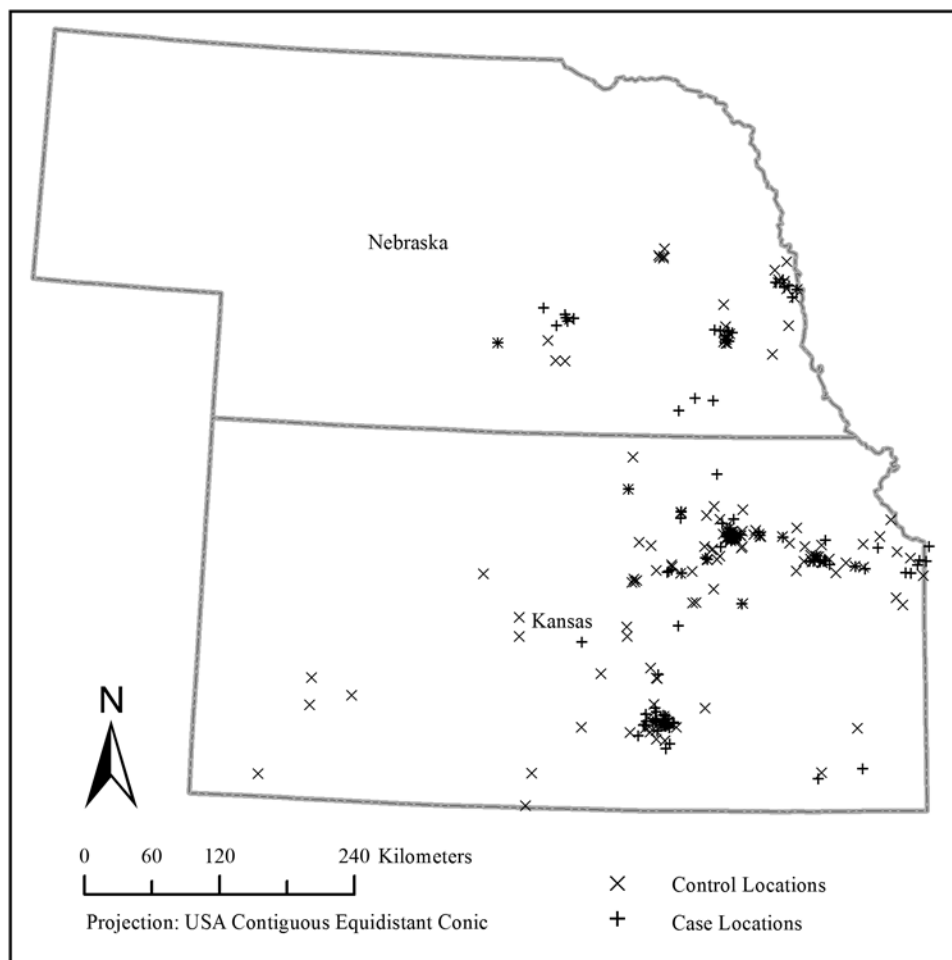 Nebraska
Kansas
N
0 60 120 240 Kilometers
Projection: USA Contiguous Equidistant Conic
Control Locations
Case Locations